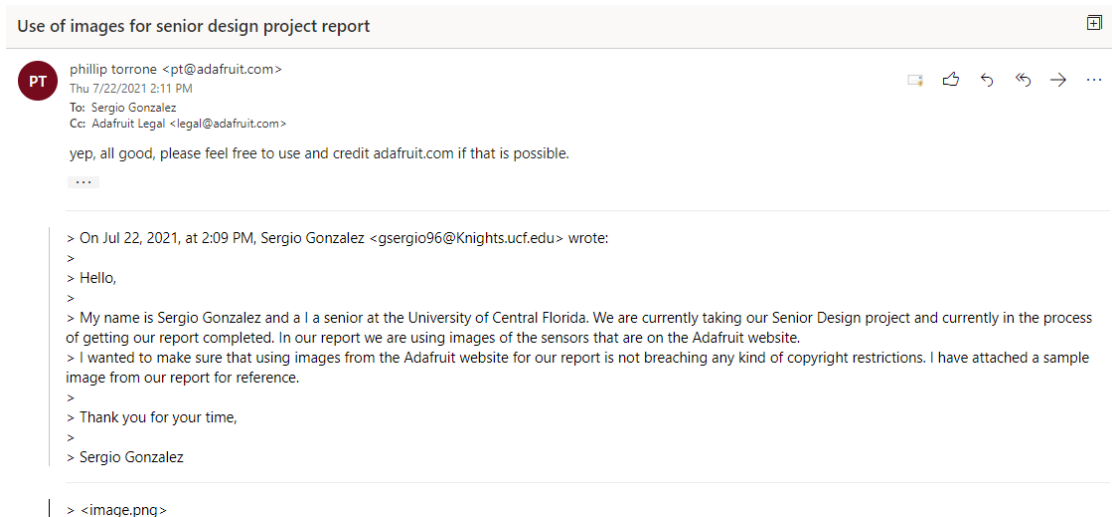 Use of images for senior design project report
PT
phillip torrone <pt@adafruit.com>
Thu 7/22/2021 2:11 PM
To: Sergio Gonzalez
Cc: Adafruit Legal <legal@adafruit.com>
yep, all good, please feel free to use and credit adafruit.com if that is possible.
...
> On Jul 22, 2021, at 2:09 PM, Sergio Gonzalez <gsergio96@Knights.ucf.edu> wrote:
>
> Hello,
>
> My name is Sergio Gonzalez and a I a senior at the University of Central Florida. We are currently taking our Senior Design project and currently in the process
of getting our report completed. In our report we are using images of the sensors that are on the Adafruit website.
> I wanted to make sure that using images from the Adafruit website for our report is not breaching any kind of copyright restrictions. I have attached a sample
image from our report for reference.
>
> Thank you for your time,
>
> Sergio Gonzalez
> <image.png>